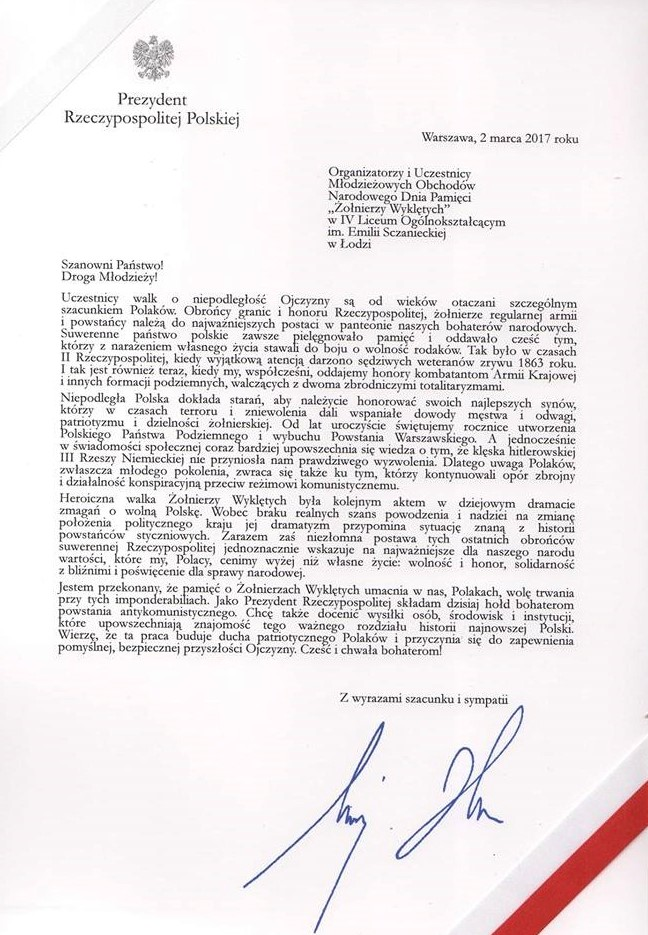 Prezydent
Rzeczypospolitej Polskiej
Warszawa, 2 marca 2017 roku
Organizatorzy i Uczestnicy
Młodzieżowych Obchodów
Narodowego Dnia Pamięci
„Żołnierzy Wyklętych”
w IV Liceum Ogólnokształcącym
im. Emilii Sczanieckiej
w Łodzi
Szanowni Państwo!
Droga Młodzieży!
Uczestnicy walk o niepodległość Ojczyzny są od wieków otaczani szczególnym
szacunkiem Polaków. Obrońcy granic i honoru Rzeczypospolitej, żołnierze regularnej armii
i powstańcy należą do najważniejszych postaci w panteonie naszych bohaterów narodowych.
Suwerenne państwo polskie zawsze pielęgnowało pamięć i oddawało cześć tym,
którzy z narażeniem własnego życia stawali do boju o wolność rodaków. Tak było w czasach
II Rzeczypospolitej, kiedy wyjątkową atencją darzono sędziwych weteranów zrywu 1863 roku.
I tak jest również teraz, kiedy my, współcześni, oddajemy honory kombatantom Armii Krajowej
i innych formacji podziemnych, walczących z dwoma zbrodniczymi totalitaryzmami.
Niepodległa Polska dokłada starań, aby należycie honorować swoich najlepszych synów,
którzy w czasach terroru i zniewolenia dali wspaniałe dowody męstwa i odwagi,
patriotyzmu i dzielności żołnierskiej. Od lat uroczyście świętujemy rocznice utworzenia
Polskiego Państwa Podziemnego i wybuchu Powstania Warszawskiego. A jednocześnie
w świadomości społecznej coraz bardziej upowszechnia się wiedza o tym, że klęska hitlerowskiej
III Rzeszy Niemieckiej nie przyniosła nam prawdziwego wyzwolenia. Dlatego uwaga Polaków,
zwłaszcza młodego pokolenia, zwraca się także ku tym, którzy kontynuowali opór zbrojny
i działalność konspiracyjną przeciw reżimowi komunistycznemu.
Heroiczna walka Żołnierzy Wyklętych była kolejnym aktem w dziejowym dramacie
zmagań o wolną Polskę. Wobec braku realnych szans powodzenia i nadziei na zmianę
położenia politycznego kraju jej dramatyzm przypomina sytuację znaną z historii
powstańców styczniowych. Zarazem zaś niezłomna postawa tych ostatnich obrońców
suwerennej Rzeczypospolitej jednoznacznie wskazuje na najważniejsze dla naszego narodu
wartości, które my, Polacy, cenimy wyżej niż własne życie: wolność i honor, solidarność
z bliźnimi i poświęcenie dla sprawy narodowej.
Jestem przekonany, że pamięć o Żołnierzach Wyklętych umacnia w nas, Polakach, wolę trwania
przy tych imponderabiliach. Jako Prezydent Rzeczypospolitej składam dzisiaj hołd bohaterom
powstania antykomunistycznego. Chcę także docenić wysiłki osób, środowisk i instytucji,
które upowszechniają znajomość tego ważnego rozdziału historii najnowszej Polski.
Wierzę, że ta praca buduje ducha patriotycznego Polaków i przyczynia się do zapewnienia
pomyślnej, bezpiecznej przyszłości Ojczyzny. Cześć i chwała bohaterom!
Z wyrazami szacunku i sympatii